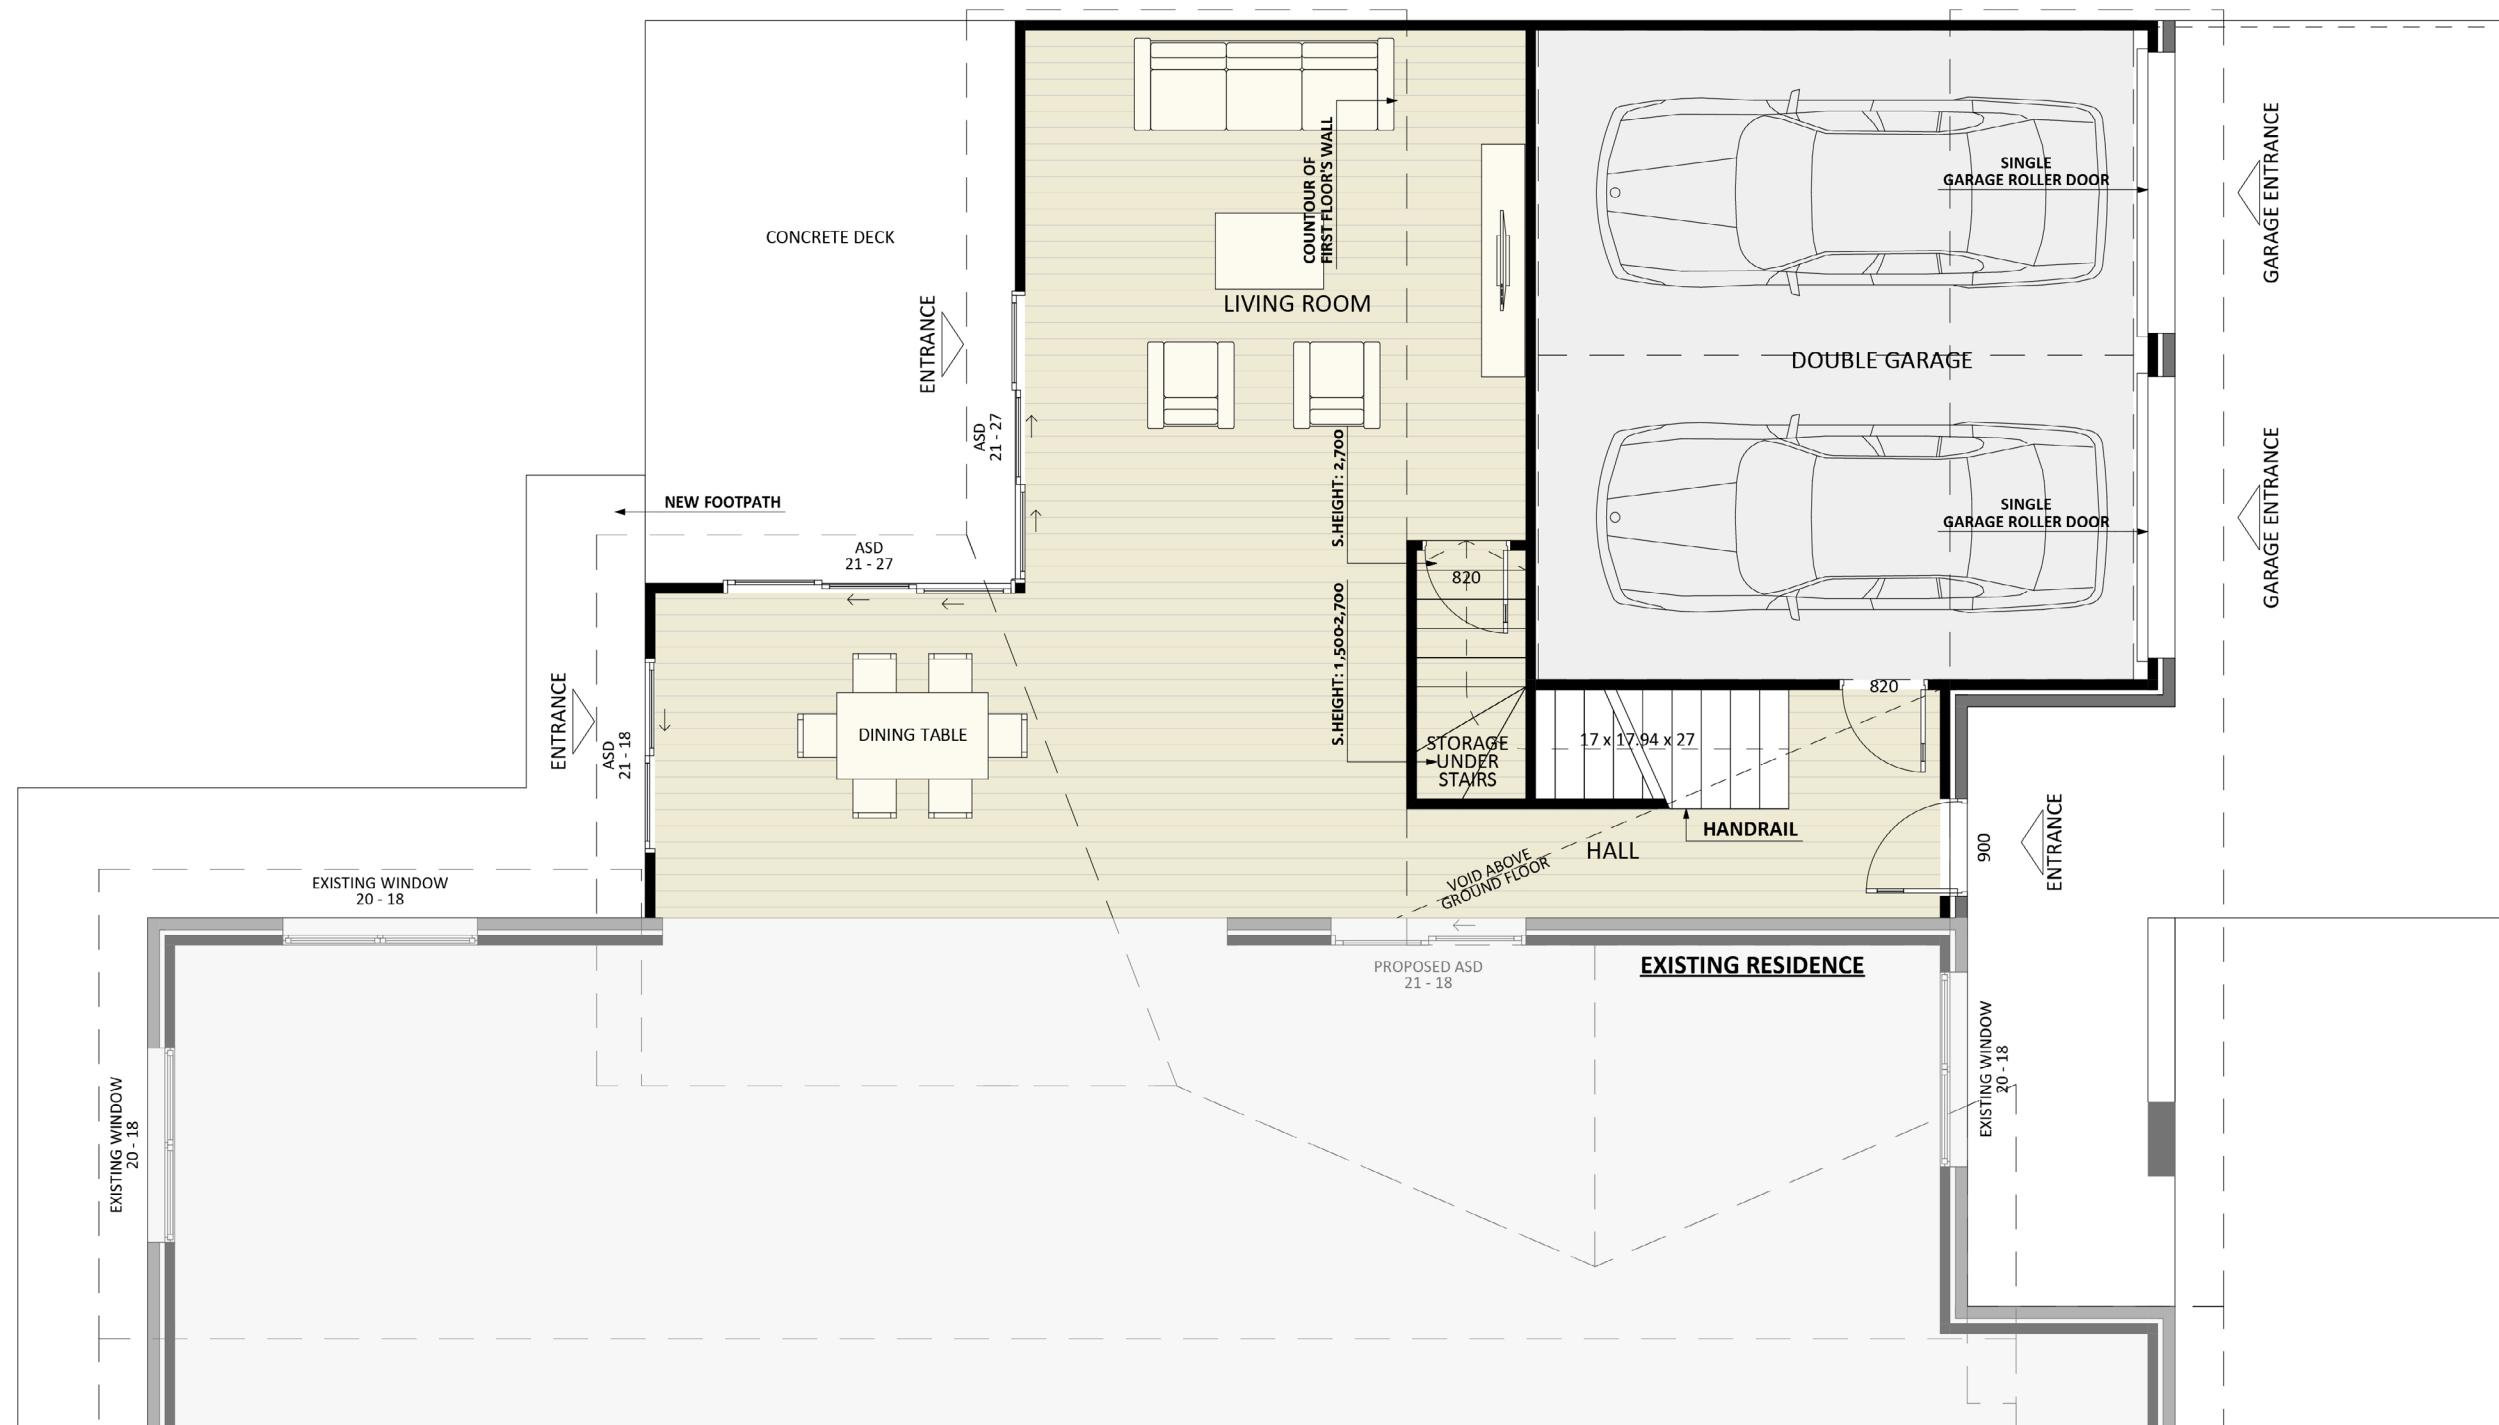 CONCRETE DECK
ENTRANCE
ASD
21 - 27
NEW FOOTPATH
ASD
21 - 27
COUNTOUR OF
FIRST FLOOR'S WALL
LIVING ROOM
SINGLE
GARAGE ROLLER DOOR
GARAGE ENTRANCE
DOUBLE GARAGE
SINGLE
GARAGE ROLLER DOOR
GARAGE ENTRANCE
S.HEIGHT: 2,700
820
S.HEIGHT: 1,500-2,700
STORAGE
UNDER
STAIRS
17 x 17.94 x 27
820
HANDRAIL
HALL
VOID ABOVE
GROUND FLOOR
900
ENTRANCE
ENTRANCE
ASD
21 - 18
DINING TABLE
EXISTING WINDOW
20 - 18
PROPOSED ASD
21 - 18
EXISTING RESIDENCE
EXISTING WINDOW
20 - 18
EXISTING WINDOW
20 - 18